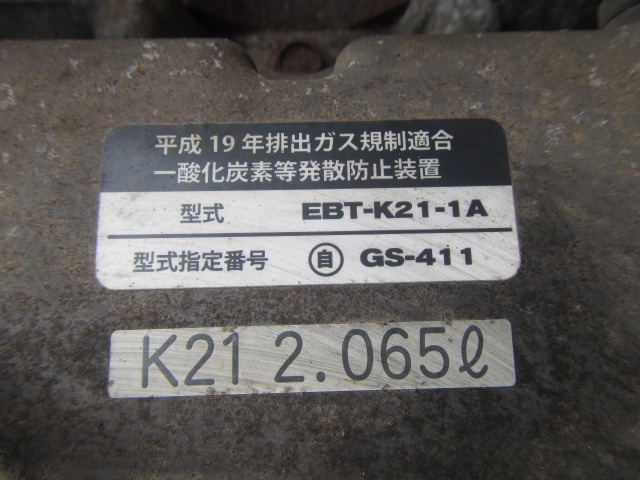 平成 19 年排出ガス規制適合
一酸化炭素等発散防止装置
型式 EBT-K21-1A
型式指定番号 自 GS-411
K21 2.065ℓ